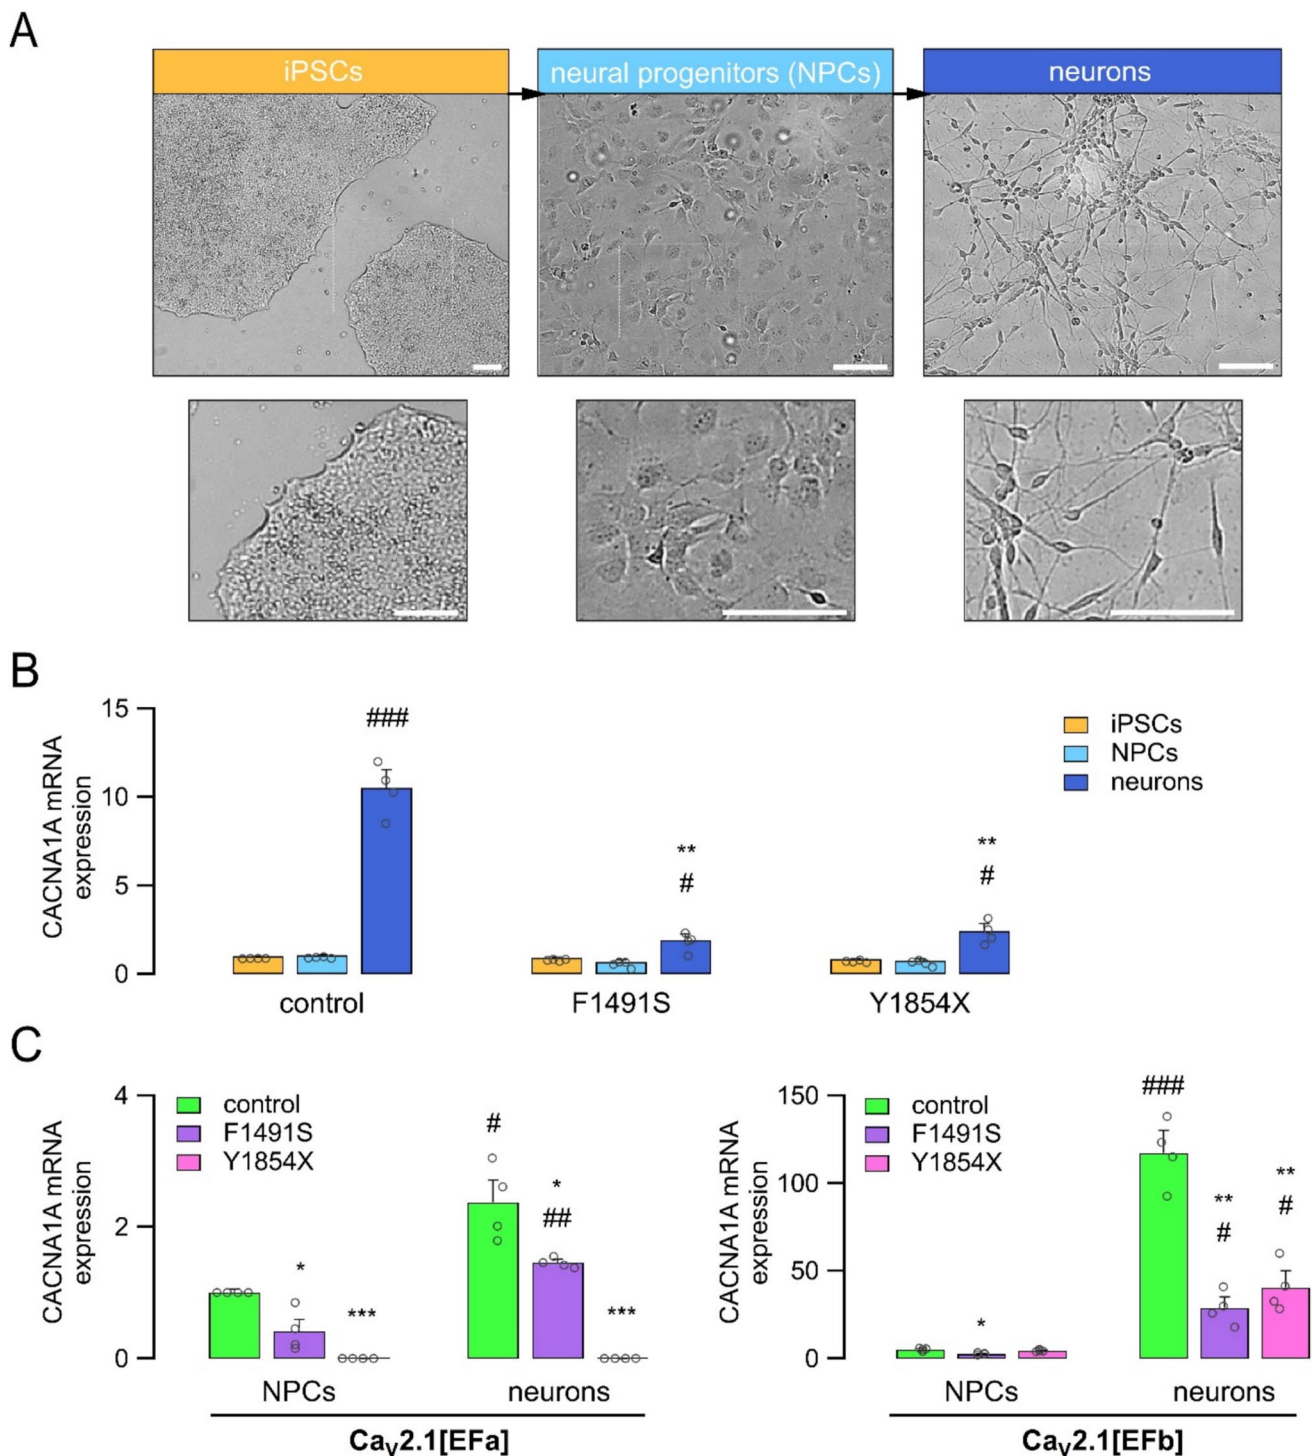 A
iPSCs
neural progenitors (NPCs)
neurons
B
CACNA1A mRNA
expression
15
10
5
0
###
**
#
**
#
iPSCs
NPCs
neurons
control
F1491S
Y1854X
C
CACNA1A mRNA
expression
4
2
0
control
F1491S
Y1854X
*
***
#
*
##
***
NPCs
neurons
CaV2.1[EFa]
CACNA1A mRNA
expression
150
100
50
0
control
F1491S
Y1854X
*
###
**
#
**
#
NPCs
neurons
CaV2.1[EFb]